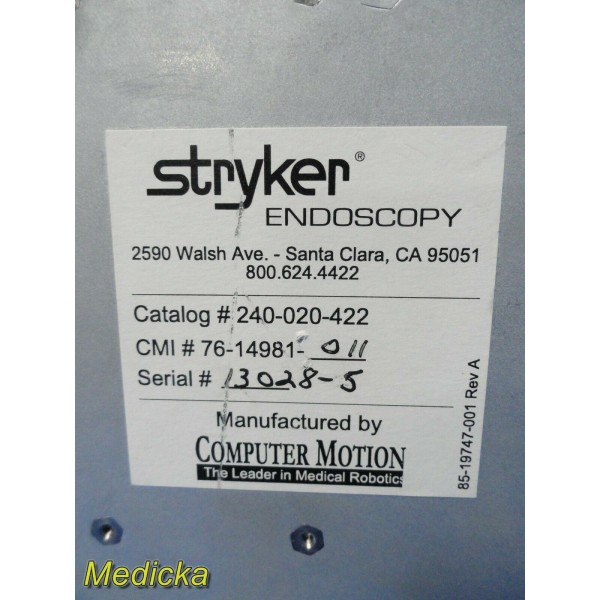 stryker®
ENDOSCOPY
2590 Walsh Ave. - Santa Clara, CA 95051
800.624.4422
Catalog # 240-020-422
CMI # 76-14981- 011
Serial # 13028-5
Manufactured by
COMPUTER MOTION
The Leader in Medical Robotics
85-19747-001 Rev A
Medicka